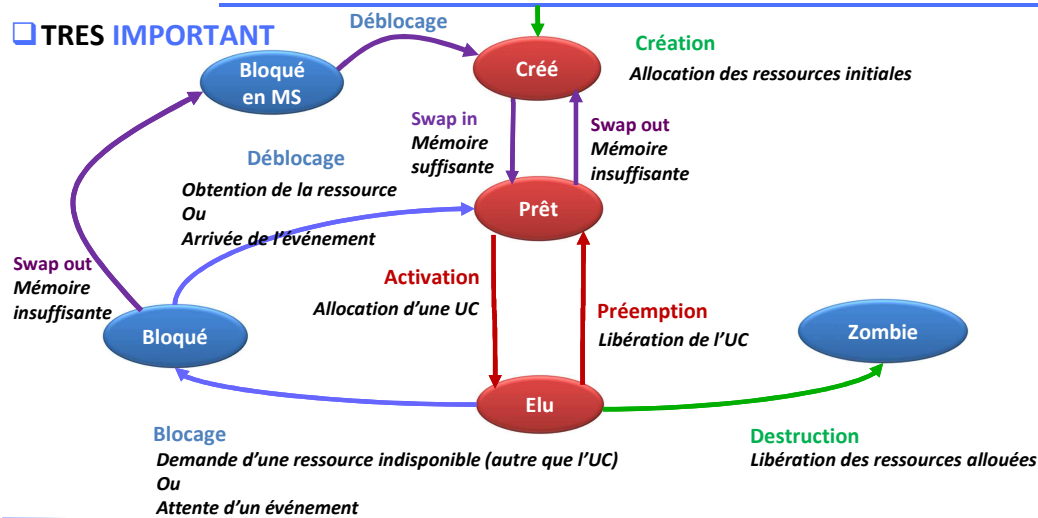 TRES IMPORTANT
Déblocage
Création
Allocation des ressources initiales
Bloqué
en MS
Créé
Swap in
Mémoire
suffisante
Swap out
Mémoire
insuffisante
Déblocage
Obtention de la ressource
Ou
Arrivée de l’événement
Prêt
Swap out
Mémoire
insuffisante
Activation
Allocation d’une UC
Préemption
Libération de l’UC
Bloqué
Zombie
Elu
Blocage
Demande d’une ressource indisponible (autre que l’UC)
Ou
Attente d’un événement
Destruction
Libération des ressources allouées